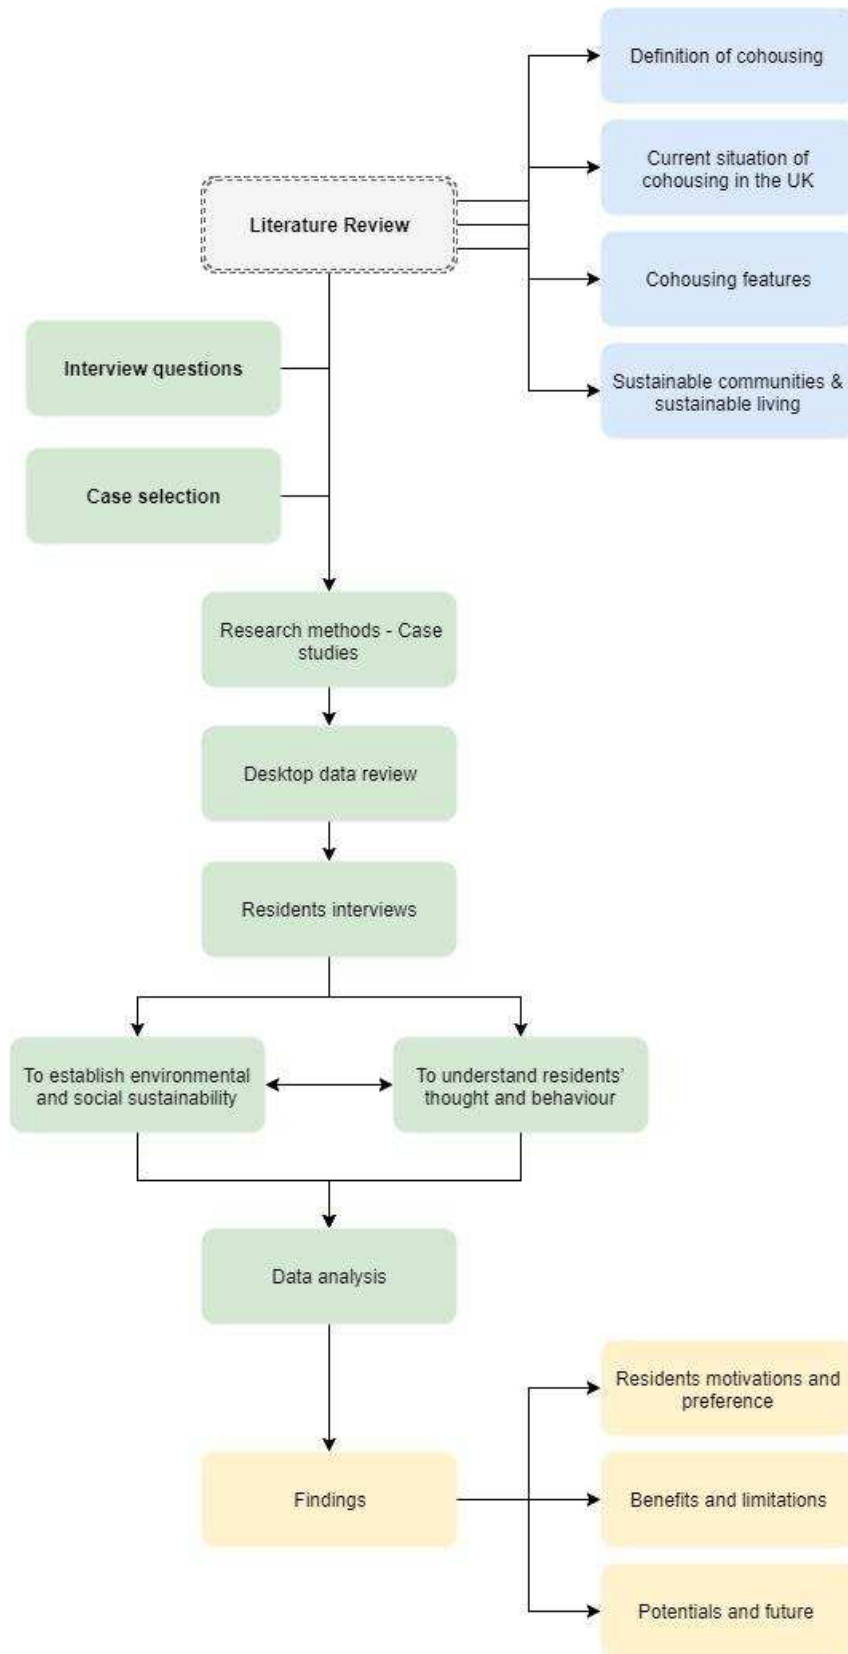 Definition of cohousing
Current situation of
cohousing in the UK
Literature Review
Cohousing features
Sustainable communities &
sustainable living
Interview questions
Case selection
Research methods - Case
studies
Desktop data review
Residents interviews
To establish environmental
and social sustainability
To understand residents'
thought and behaviour
Data analysis
Findings
Residents motivations and
preference
Benefits and limitations
Potentials and future